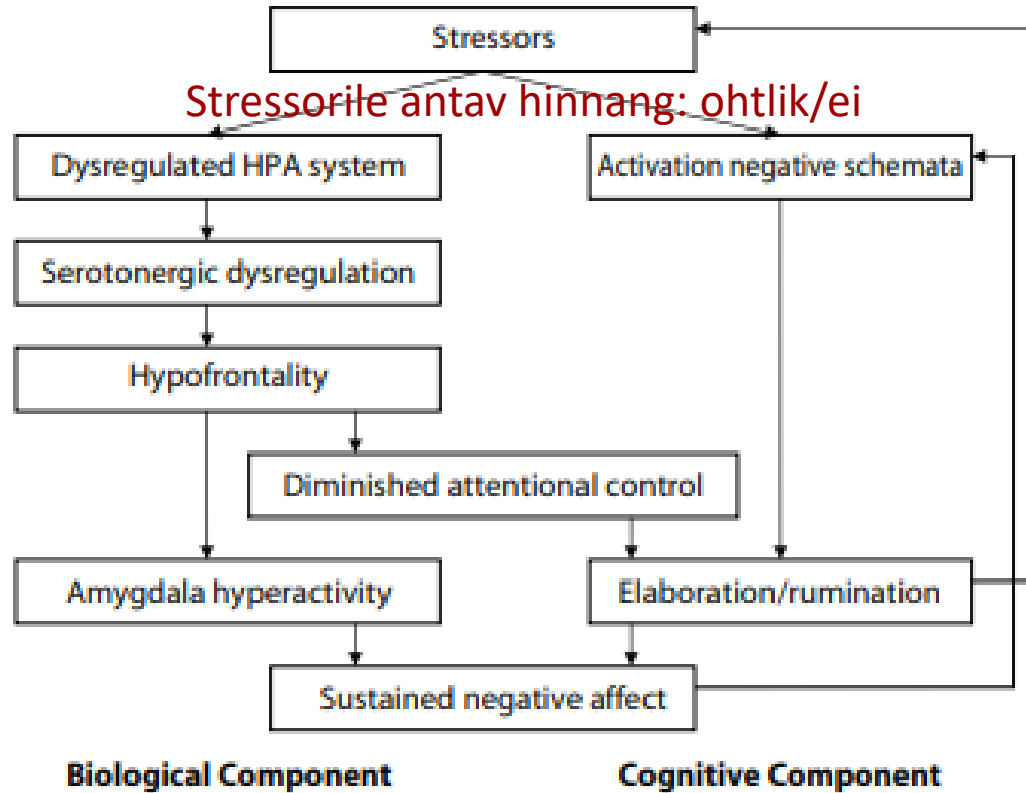 Stressors
Stressorile antav hinnang: ohtlik/ei
Dysregulated HPA system
Activation negative schemata
Serotonergic dysregulation
Hypofrontality
Diminished attentional control
Amygdala hyperactivity
Elaboration/rumination
Sustained negative affect
Biological Component
Cognitive Component